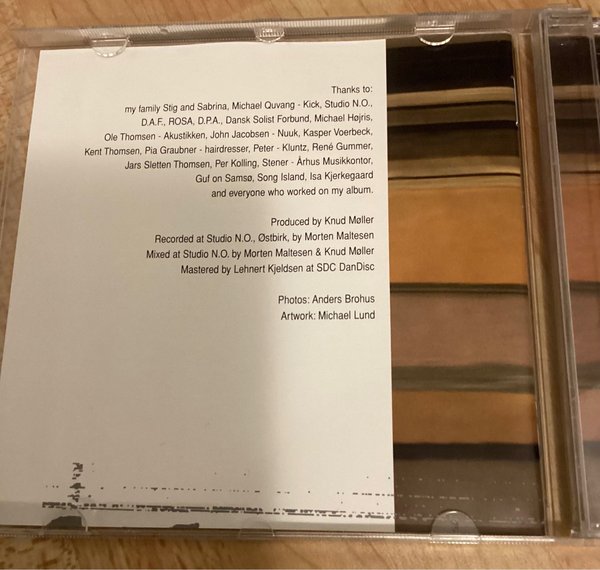 Thanks to:
my family Stig and Sabrina, Michael Quvang - Kick, Studio N.O.,
D.A.F., ROSA, D.P.A., Dansk Solist Forbund, Michael Højris,
Ole Thomsen - Akustikken, John Jacobsen - Nuuk, Kasper Voerbeck,
Kent Thomsen, Pia Graubner - hairdresser, Peter - Kluntz, René Gummer,
Jars Sletten Thomsen, Per Kolling, Stener - Århus Musikkontor,
Guf on Samsø, Song Island, Isa Kjerkegaard
and everyone who worked on my album.
Produced by Knud Møller
Recorded at Studio N.O., Østbirk, by Morten Maltesen
Mixed at Studio N.O. by Morten Maltesen & Knud Møller
Mastered by Lehnert Kjeldsen at SDC DanDisc
Photos: Anders Brohus
Artwork: Michael Lund